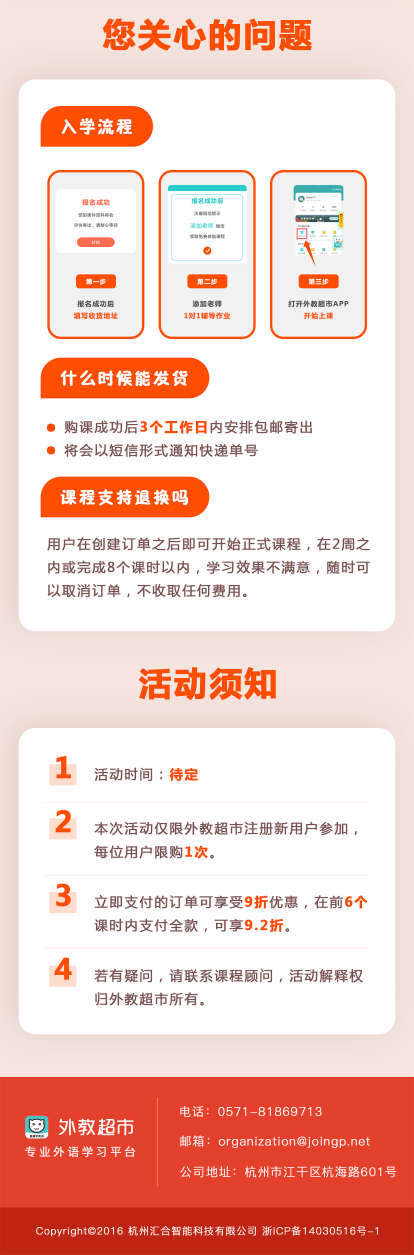 您关心的问题
入学流程
报名成功
第一步
报名成功后
填写收货地址
报名成功后
添加老师 微信
第二步
添加老师
1对1辅导作业
第三步
打开外教超市APP
开始上课
什么时候能发货
购课成功后3个工作日内安排包邮寄出
将会以短信形式通知快递单号
课程支持退换吗
用户在创建订单之后即可开始正式课程，在2周之
内或完成8个课时以内，学习效果不满意，随时可
以取消订单，不收取任何费用。
活动须知
1
活动时间：待定
2
本次活动仅限外教超市注册新用户参加，
每位用户限购1次。
3
立即支付的订单可享受9折优惠，在前6个
课时内支付全款，可享9.2折。
4
若有疑问，请联系课程顾问，活动解释权
归外教超市所有。
外教超市
专业外语学习平台
电话：0571-81869713
邮箱：organization@joingp.net
公司地址：杭州市江干区杭海路601号
Copyright©2016 杭州汇合智能科技有限公司 浙ICP备14030516号-1